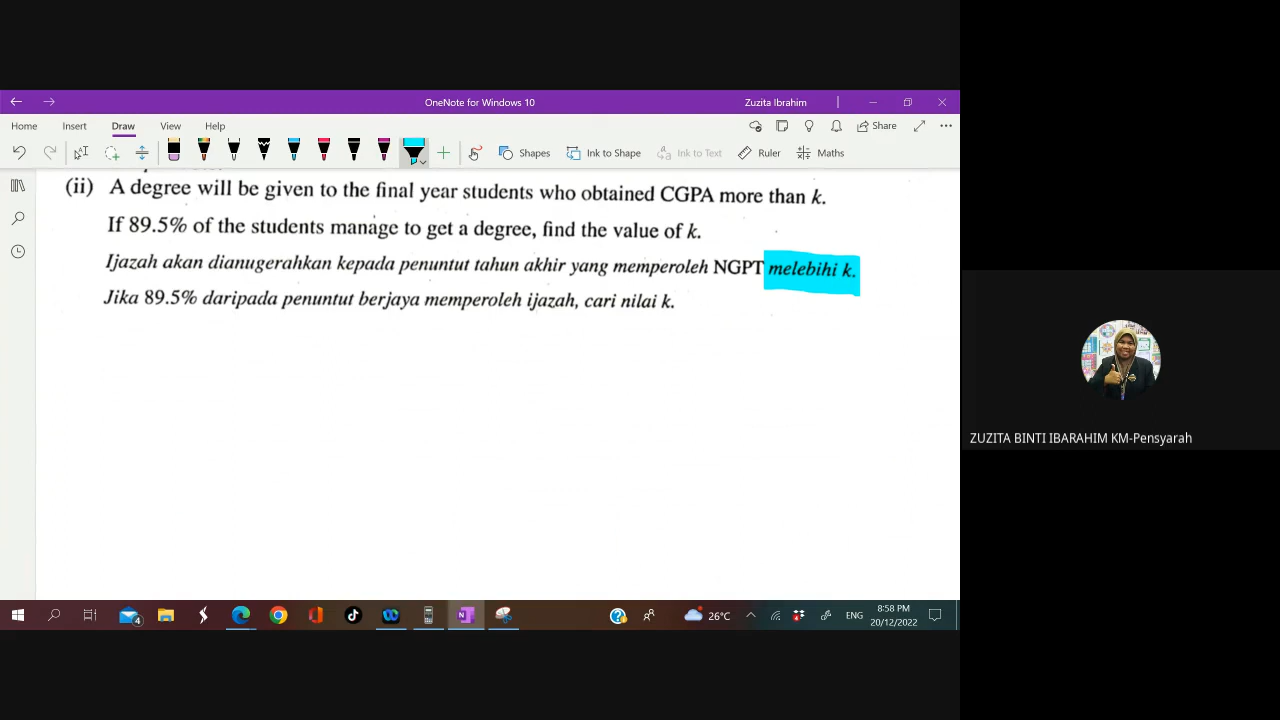 OneNote for Windows 10
Zuzita Ibrahim
Home Insert Draw View Help
Share
Shapes Ink to Shape Ink to Text Ruler Maths
(ii) A degree will be given to the final year students who obtained CGPA more than k.
If 89.5% of the students manage to get a degree, find the value of k.
Ijazah akan dianugerahkan kepada penuntut tahun akhir yang memperoleh NGPT melebihi k.
Jika 89.5% daripada penuntut berjaya memperoleh ijazah, cari nilai k.
ZUZITA BINTI IBARAHIM KM-Pensyarah
4
26°C
ENG
8:58 PM
20/12/2022